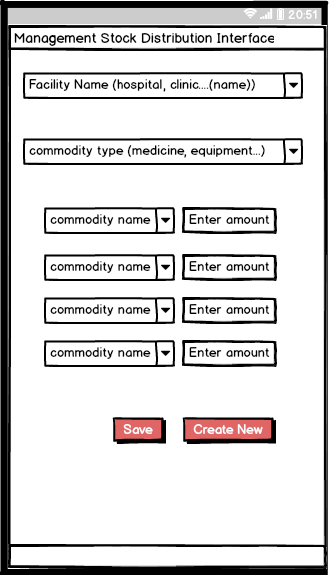 20:51
Management Stock Distribution Interface
Facility Name (hospital, clinic....(name))
commodity type (medicine, equipment...)
commodity name Enter amount
commodity name Enter amount
commodity name Enter amount
commodity name Enter amount
Save Create New